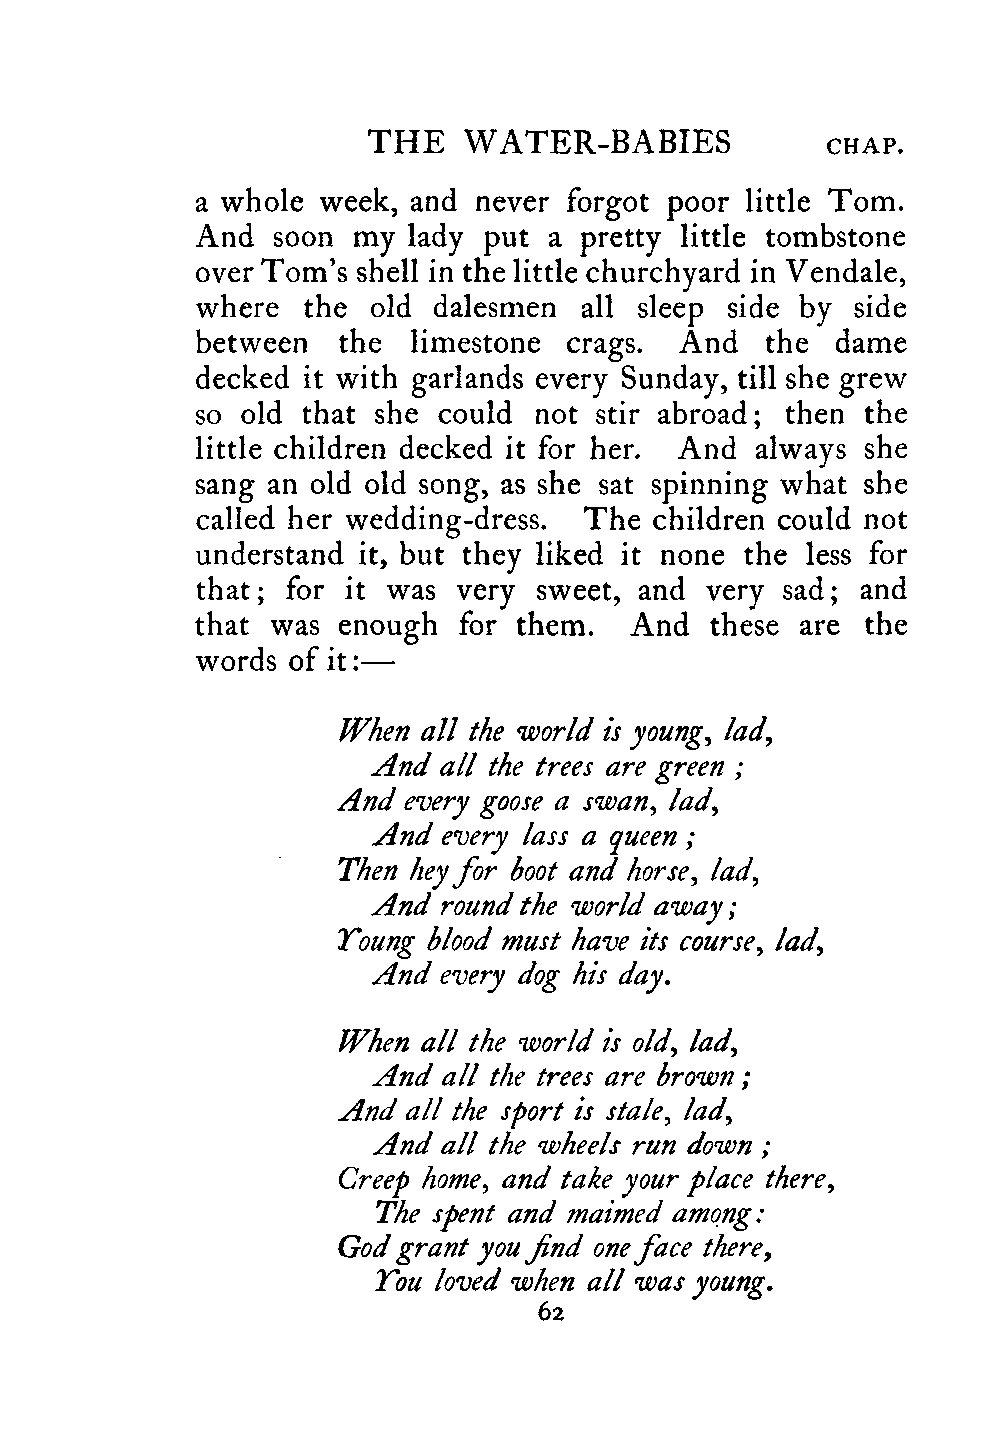 THE WATER-BABIES CHAP.
a whole week, and never forgot poor little Tom.
And soon my lady put a pretty little tombstone
over Tom's shell in the little churchyard in Vendale,
where the old dalesmen all sleep side by side
between the limestone crags. And the dame
decked it with garlands every Sunday, till she grew
so old that she could not stir abroad; then the
little children decked it for her. And always she
sang an old old song, as she sat spinning what she
called her wedding-dress. The children could not
understand it, but they liked it none the less for
that; for it was very sweet, and very sad; and
that was enough for them. And these are the
words of it:—
When all the world is young, lad,
And all the trees are green ;
And every goose a swan, lad,
And every lass a queen ;
Then hey for boot and horse, lad,
And round the world away ;
Young blood must have its course, lad,
And every dog his day.
When all the world is old, lad,
And all the trees are brown ;
And all the sport is stale, lad,
And all the wheels run down ;
Creep home, and take your place there,
The spent and maimed among :
God grant you find one face there,
You loved when all was young.
62